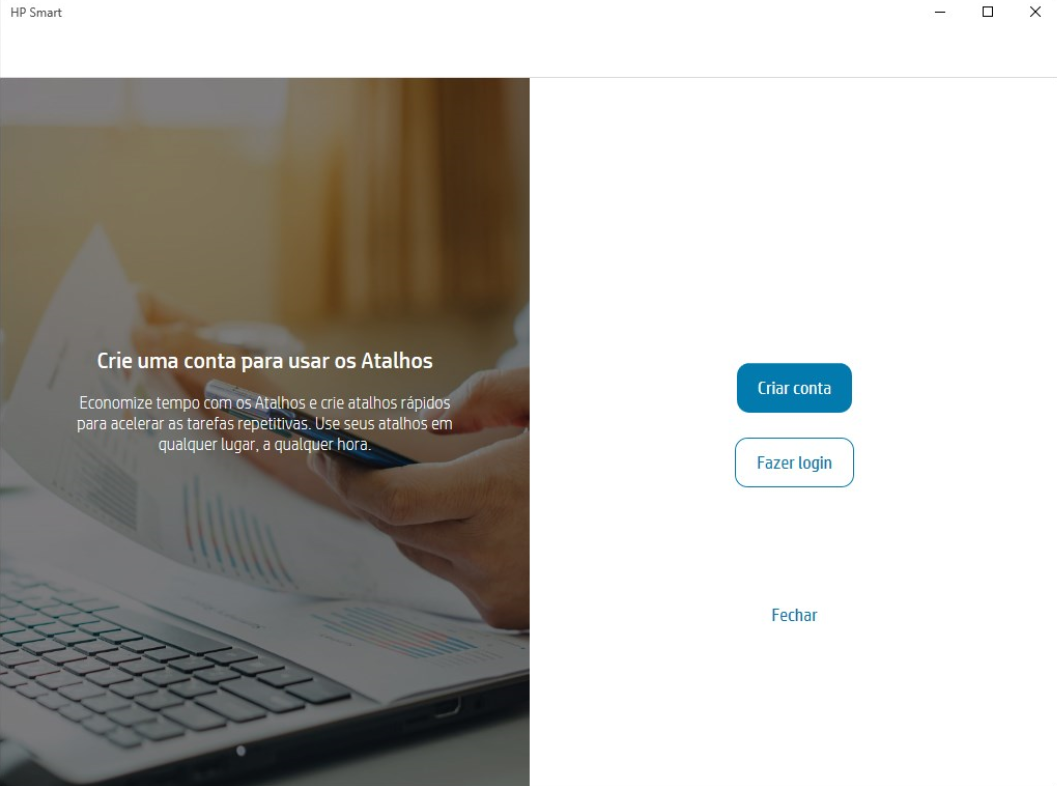 HP Smart
Crie uma conta para usar os Atalhos
Economize tempo com os Atalhos e crie atalhos rápidos
para acelerar as tarefas repetitivas. Use seus atalhos em
qualquer lugar, a qualquer hora.
Criar conta
Fazer login
Fechar